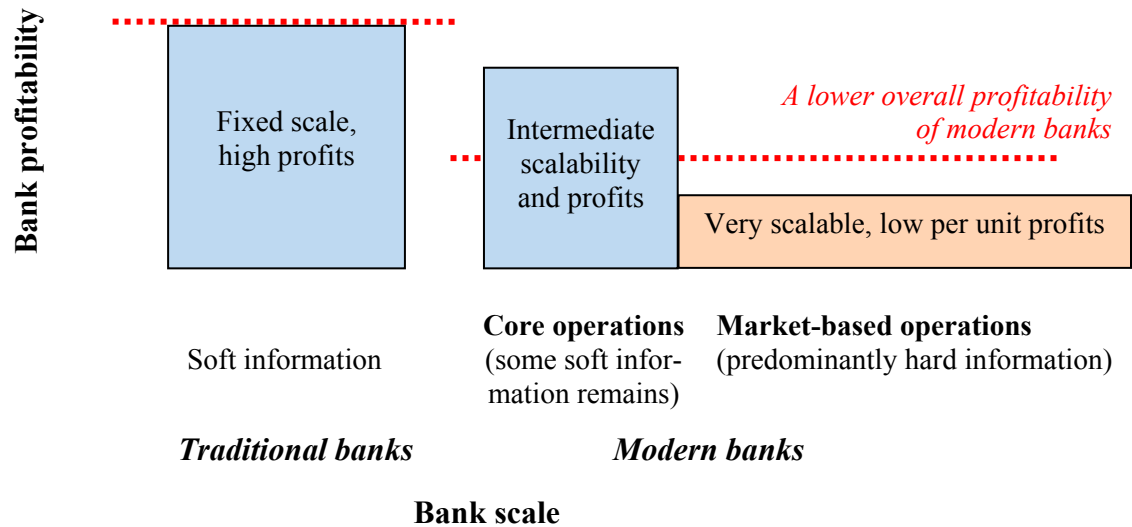 Bank profitability
Fixed scale,
high profits
Intermediate
scalability
and profits
A lower overall profitability
of modern banks
Very scalable, low per unit profits
Soft information
Core operations
(some soft infor-
mation remains)
Market-based operations
(predominantly hard information)
Traditional banks
Modern banks
Bank scale